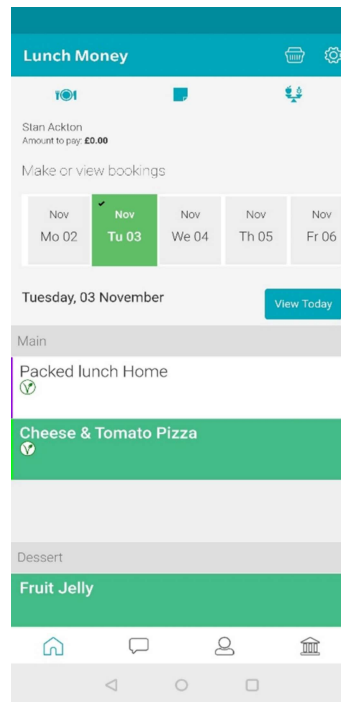 Lunch Money
Stan Ackton
Amount to pay: £0.00
Make or view bookings
Nov Nov Nov Nov Nov
Mo 02 Tu 03 We 04 Th 05 Fr 06
Tuesday, 03 November
View Today
Main
Packed lunch Home
V
Cheese & Tomato Pizza
V
Dessert
Fruit Jelly